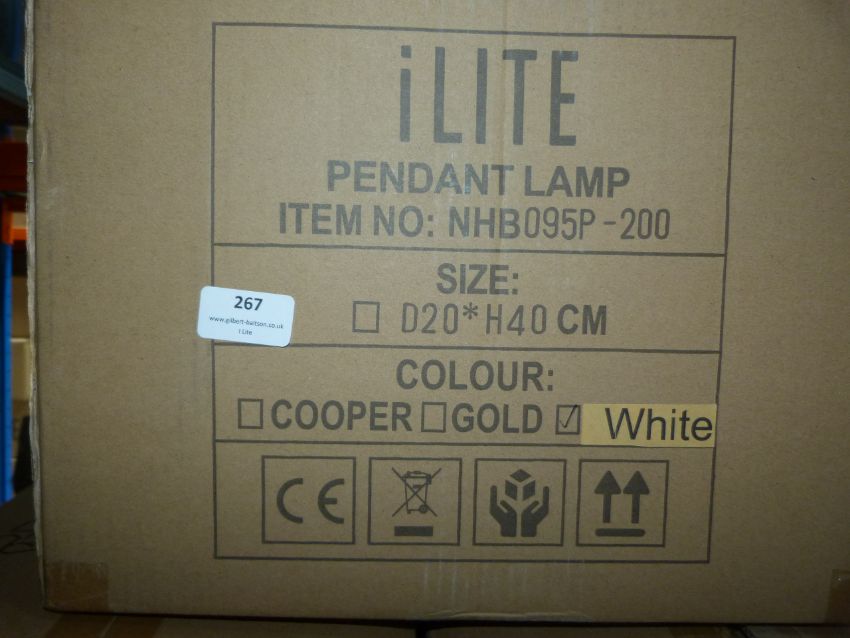 iLITE
PENDANT LAMP
ITEM NO: NHB095P-200
SIZE:
D20*H40 CM
267
www.gilbert-baitson.co.uk
I Lite
COLOUR:
COOPER GOLD White
CE